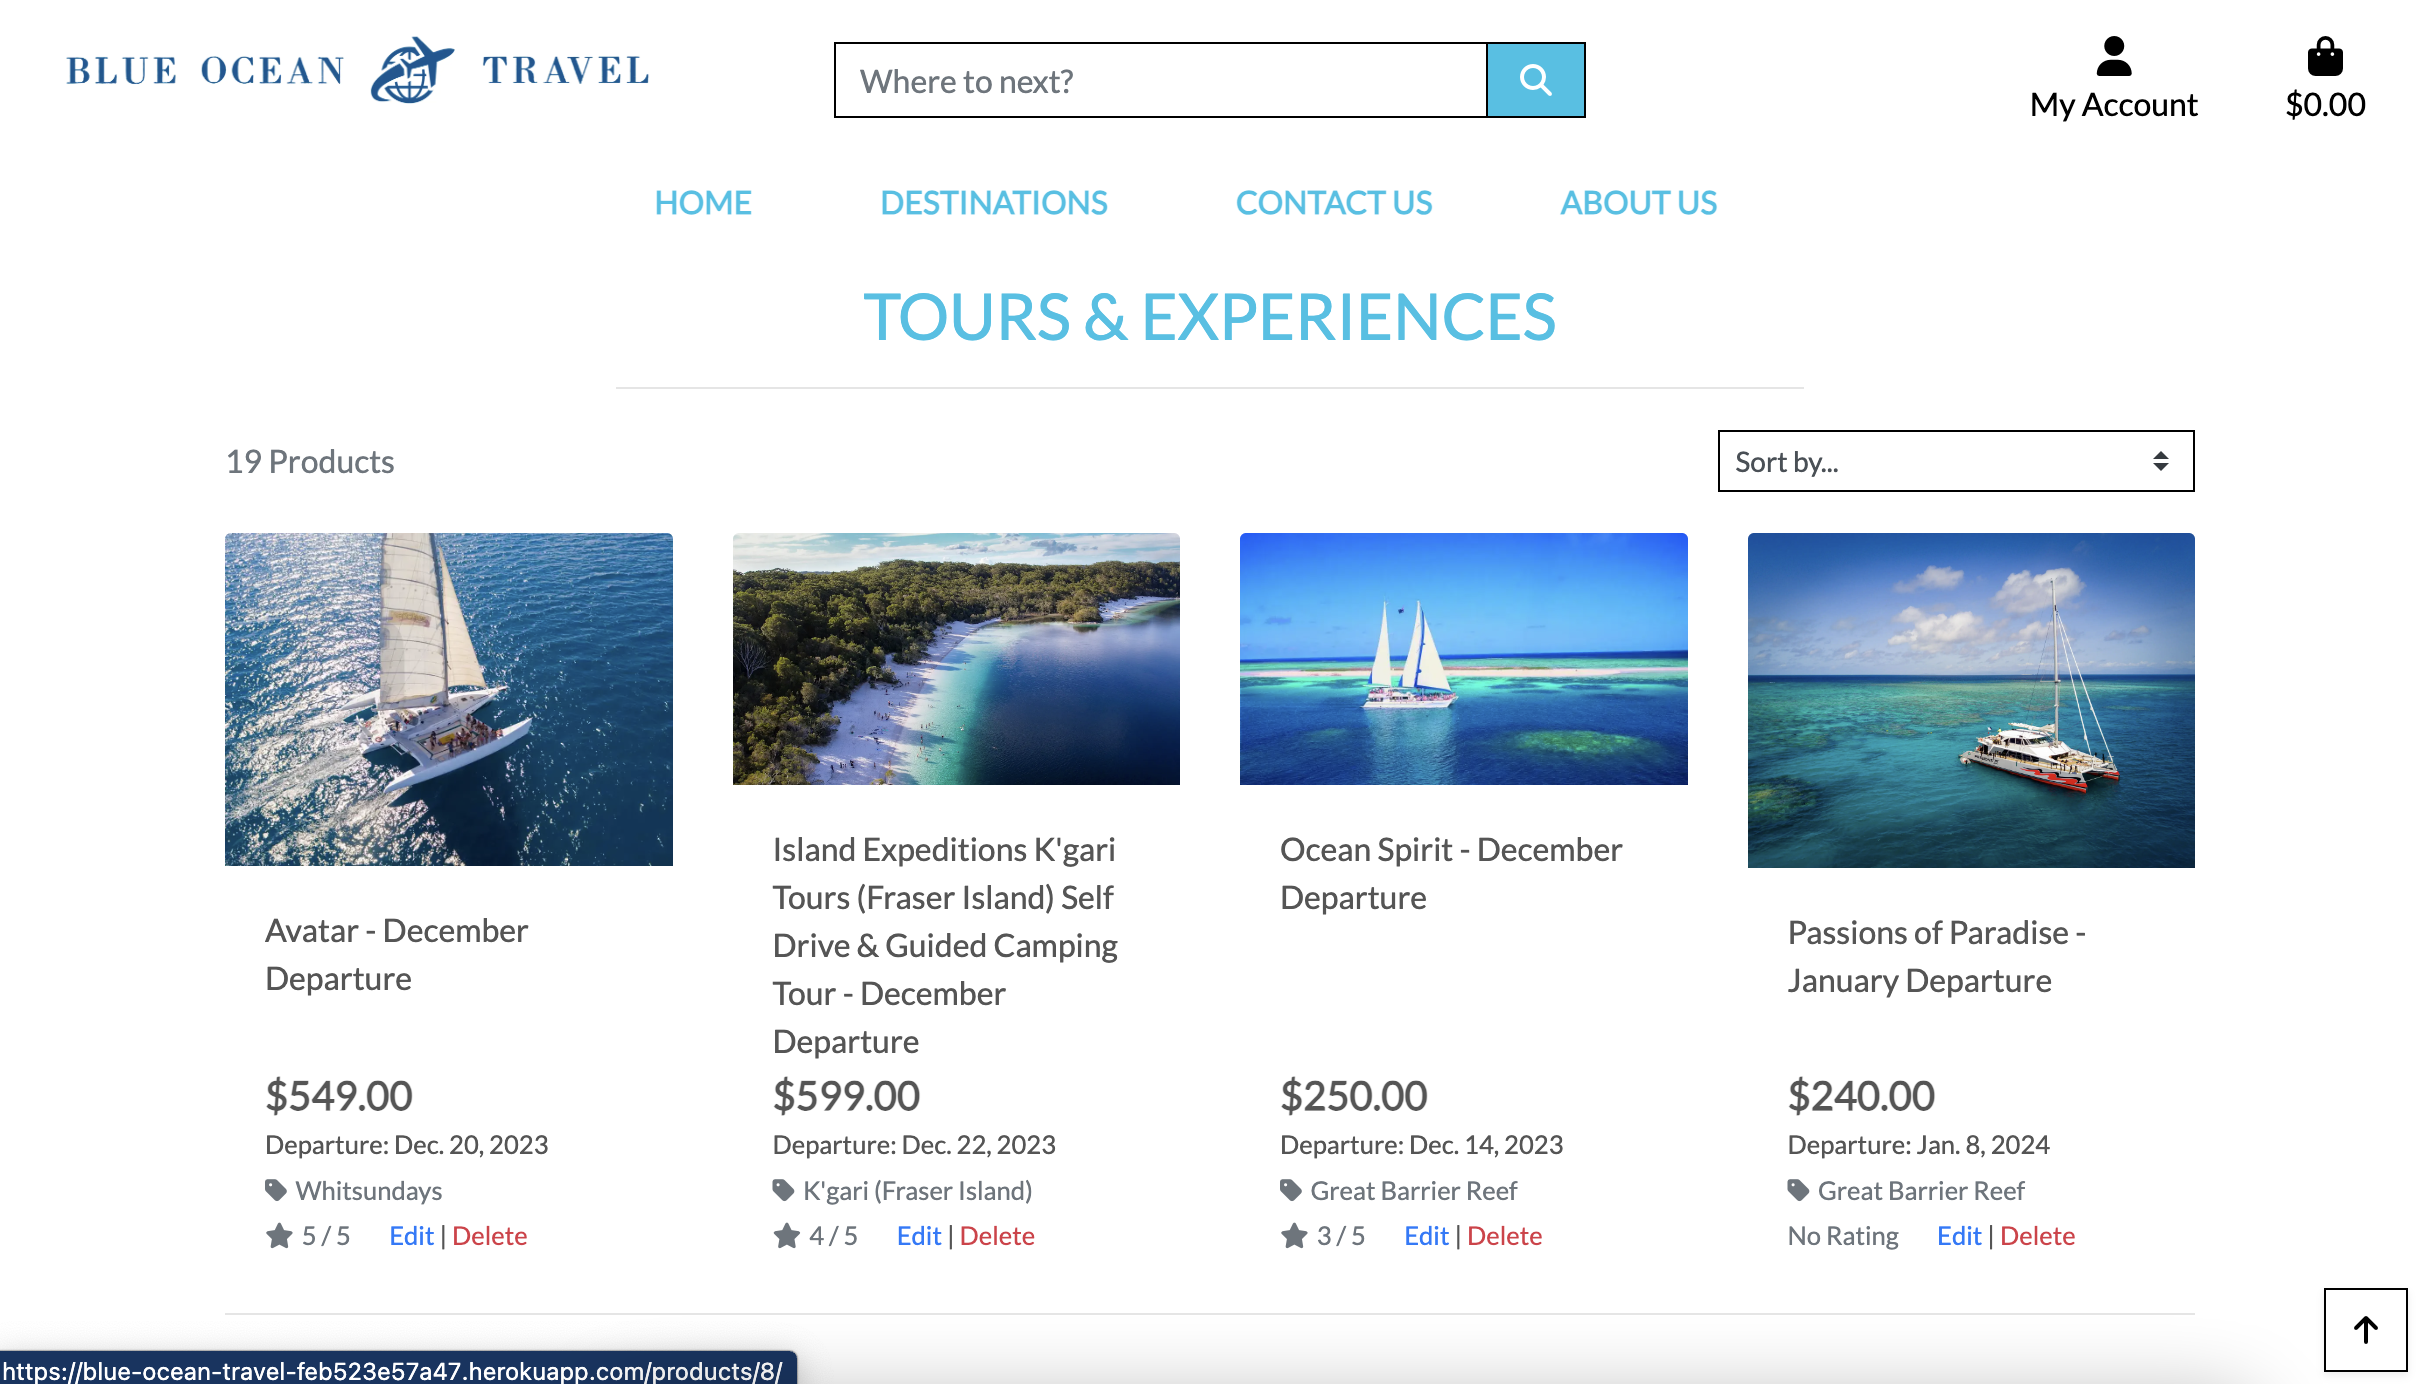 BLUE OCEAN TRAVEL
Where to next?
My Account
$0.00
HOME
DESTINATIONS
CONTACT US
ABOUT US
TOURS & EXPERIENCES
19 Products
Sort by...
Avatar - December
Departure
$549.00
Departure: Dec. 20, 2023
Whitsundays
5 / 5 Edit | Delete
Island Expeditions K'gari
Tours (Fraser Island) Self
Drive & Guided Camping
Tour - December
Departure
$599.00
Departure: Dec. 22, 2023
K'gari (Fraser Island)
4 / 5 Edit | Delete
Ocean Spirit - December
Departure
$250.00
Departure: Dec. 14, 2023
Great Barrier Reef
3 / 5 Edit | Delete
Passions of Paradise -
January Departure
$240.00
Departure: Jan. 8, 2024
Great Barrier Reef
No Rating Edit | Delete
https://blue-ocean-travel-feb523e57a47.herokuapp.com/products/8/